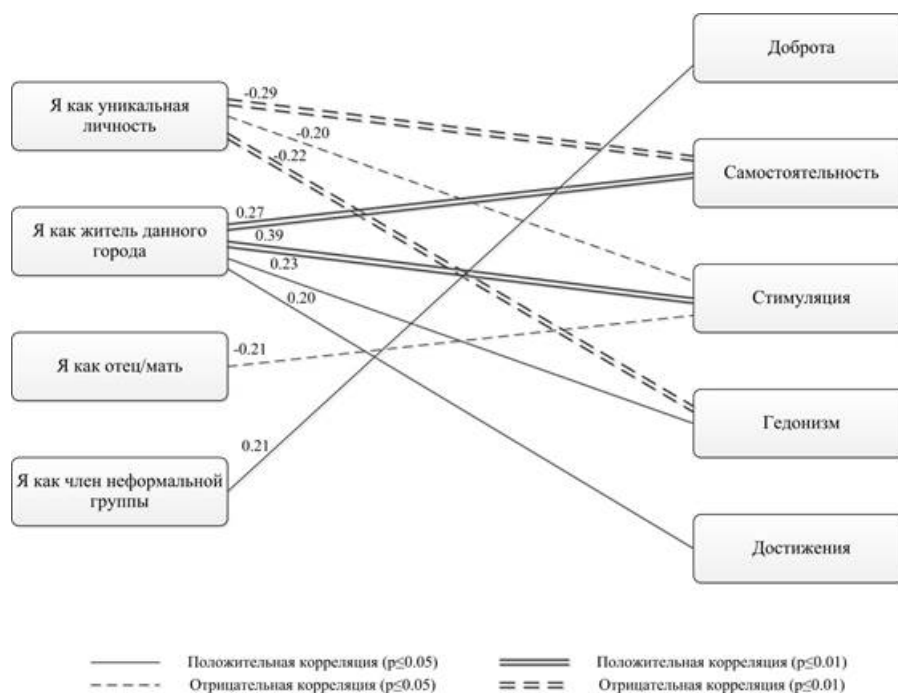 Доброта
Я как уникальная
личность
-0.29
-0.20
-0.22
Самостоятельность
Я как житель данного
города
0.27
0.39
0.23
0.20
Стимуляция
Я как отец/мать
-0.21
Гедонизм
Я как член неформальной
группы
0.21
Достижения
Положительная корреляция (p≤0.05)
Положительная корреляция (p≤0.01)
Отрицательная корреляция (p≤0.05)
Отрицательная корреляция (p≤0.01)